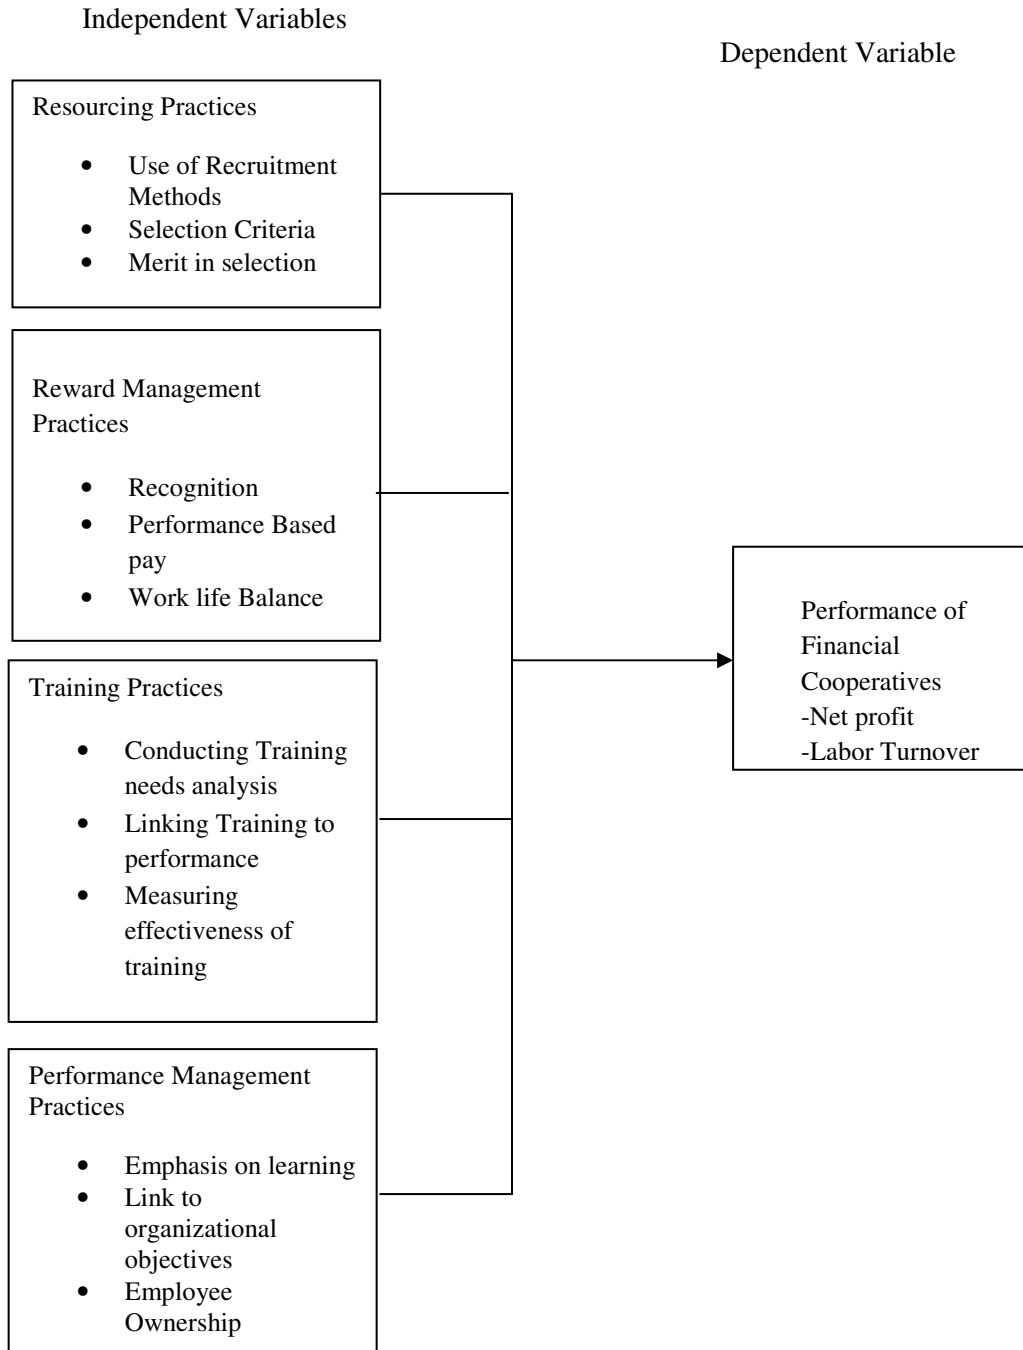 Independent Variables
Dependent Variable
Resourcing Practices
• Use of Recruitment
Methods
• Selection Criteria
• Merit in selection
Reward Management
Practices
• Recognition
• Performance Based
pay
• Work life Balance
Training Practices
• Conducting Training
needs analysis
• Linking Training to
performance
• Measuring
effectiveness of
training
Performance Management
Practices
• Emphasis on learning
• Link to
organizational
objectives
• Employee
Ownership
Performance of
Financial
Cooperatives
-Net profit
-Labor Turnover